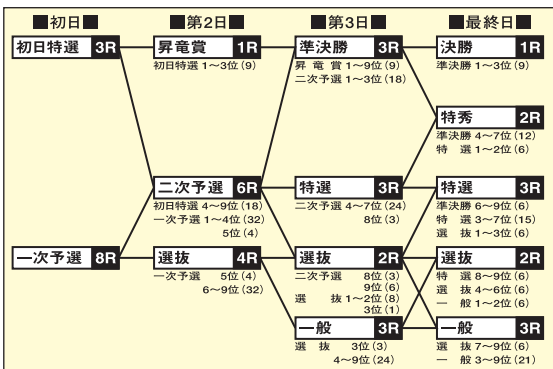 ■初日■
初日特選 3R
一次予選 8R
■第2日■
昇竜賞 1R
初日特選 1〜3位(9)
二次予選 6R
初日特選 4〜9位(18)
一次予選 1〜4位(32)
5位(4)
選抜 4R
一次予選 5位(4)
6〜9位(32)
■第3日■
準決勝 3R
昇竜賞 1〜9位(9)
二次予選 1〜3位(18)
特選 3R
二次予選 4〜7位(24)
8位(3)
選抜 2R
二次予選 8位(3)
9位(6)
選抜 1〜2位(8)
3位(1)
一般 3R
選抜 3位(3)
4〜9位(24)
■最終日■
決勝 1R
準決勝 1〜3位(9)
特秀 2R
準決勝 4〜7位(12)
特選 1〜2位(6)
特選 3R
準決勝 6〜9位(6)
特選 3〜7位(15)
選抜 1〜3位(6)
選抜 2R
特選 8〜9位(6)
選抜 4〜6位(6)
一般 1〜2位(6)
一般 3R
選抜 7〜9位(6)
一般 3〜9位(21)